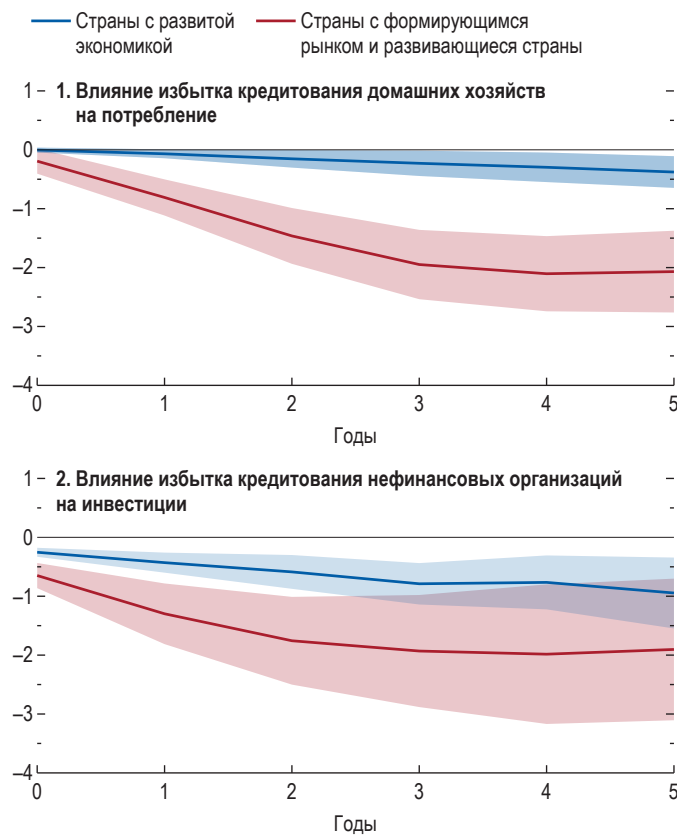 Страны с развитой
экономикой
Страны с формирующимся
рынком и развивающиеся страны
1. Влияние избытка кредитования домашних хозяйств
на потребление
1
0
–1
–2
–3
–4
0 1 2 3 4 5
Годы
2. Влияние избытка кредитования нефинансовых организаций
на инвестиции
1
0
–1
–2
–3
–4
0 1 2 3 4 5
Годы